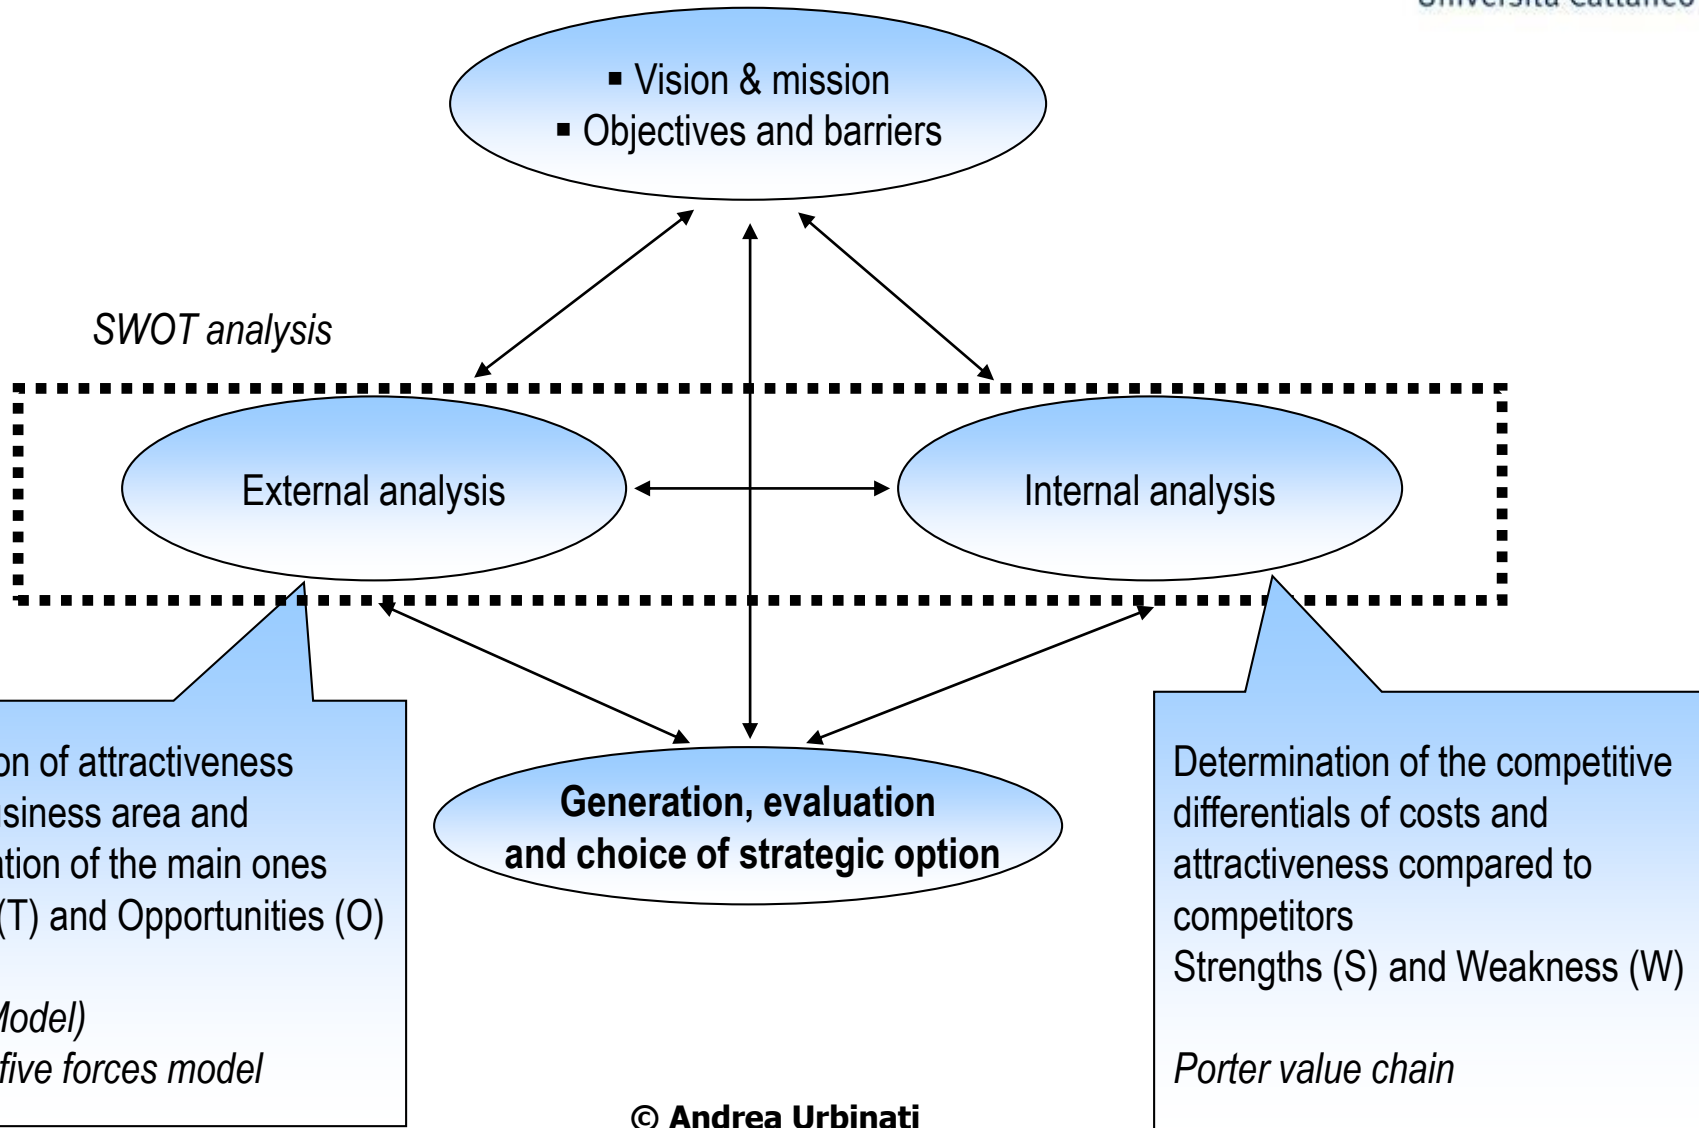 Università Cattaneo
▪ Vision & mission
▪ Objectives and barriers
SWOT analysis
External analysis
Internal analysis
on of attractiveness
usiness area and
ation of the main ones
(T) and Opportunities (O)
Model)
five forces model
Generation, evaluation
and choice of strategic option
Determination of the competitive
differentials of costs and
attractiveness compared to
competitors
Strengths (S) and Weakness (W)
Porter value chain
© Andrea Urbinati